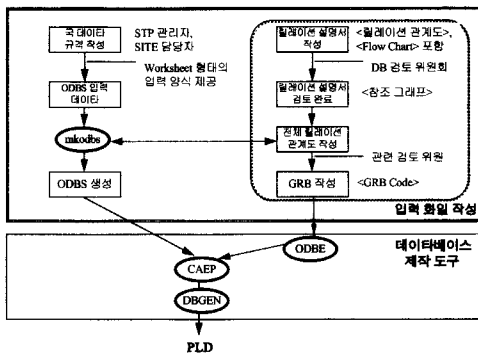 국 데이타
규격 작성
STP 관리자,
SITE 담당자
Worksheet 형태의
입력 양식 제공
ODBS 입력
데이타
mkodbs
ODBS 생성
릴레이션 설명서
작성
<릴레이션 관계도>,
<Flow Chart> 포함
DB 검토 위원회
릴레이션 설명서
검토 완료
<참조 그래프>
전체 릴레이션
관계도 작성
관련 검토 위원
GRB 작성
<GRB Code>
입력 화일 작성
ODBE
데이타베이스
제작 도구
CAEP
DBGEN
PLD